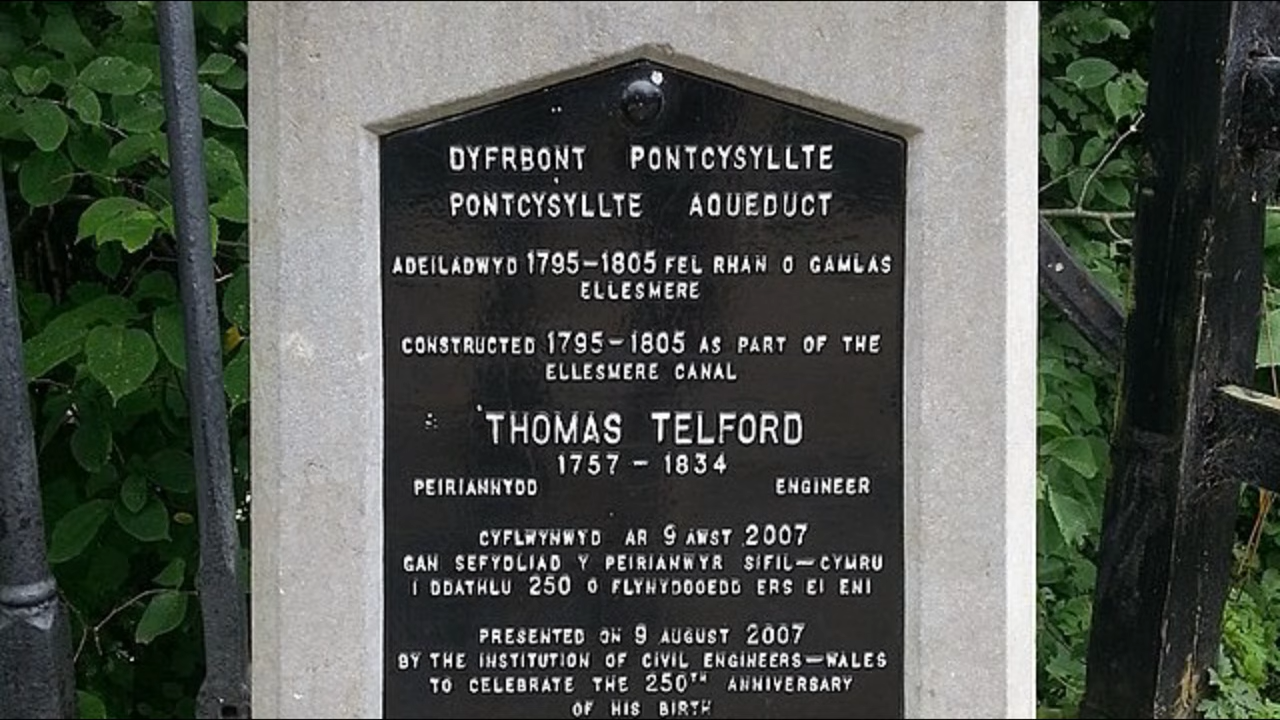 DYFRBONT PONTCYSYLLTE
PONTCYSYLLTE AQUEDUCT
ADEILADWYD 1795-1805 FEL RHAN O GAMLAS
ELLESMERE
CONSTRUCTED 1795-1805 AS PART OF THE
ELLESMERE CANAL
THOMAS TELFORD
1757 - 1834
PEIRIANNYDD ENGINEER
CYFLWYNWYD AR 9 AWST 2007
GAN SEFYDLIAD Y PEIRIANWYR SIFIL-CYMRU
I DDATHLU 250 O FLYNYDDOEDD ERS EI ENI
PRESENTED ON 9 AUGUST 2007
BY THE INSTITUTION OF CIVIL ENGINEERS-WALES
TO CELEBRATE THE 250TH ANNIVERSARY
OF HIS BIRTH